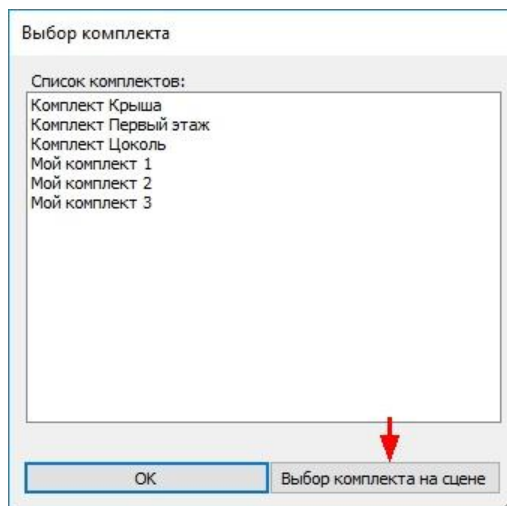 Выбор комплекта
Список комплектов:
Комплект Крыша
Комплект Первый этаж
Комплект Цоколь
Мой комплект 1
Мой комплект 2
Мой комплект 3
OK
Выбор комплекта на сцене